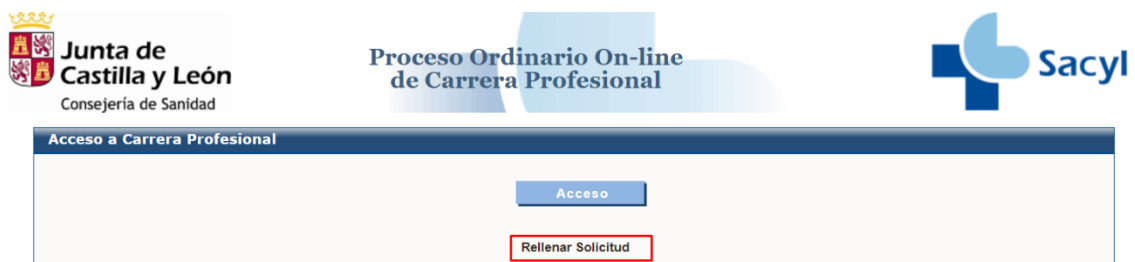 Junta de
Castilla y León
Consejería de Sanidad
Proceso Ordinario On-line
de Carrera Profesional
Sacyl
Acceso a Carrera Profesional
Acceso
Rellenar Solicitud